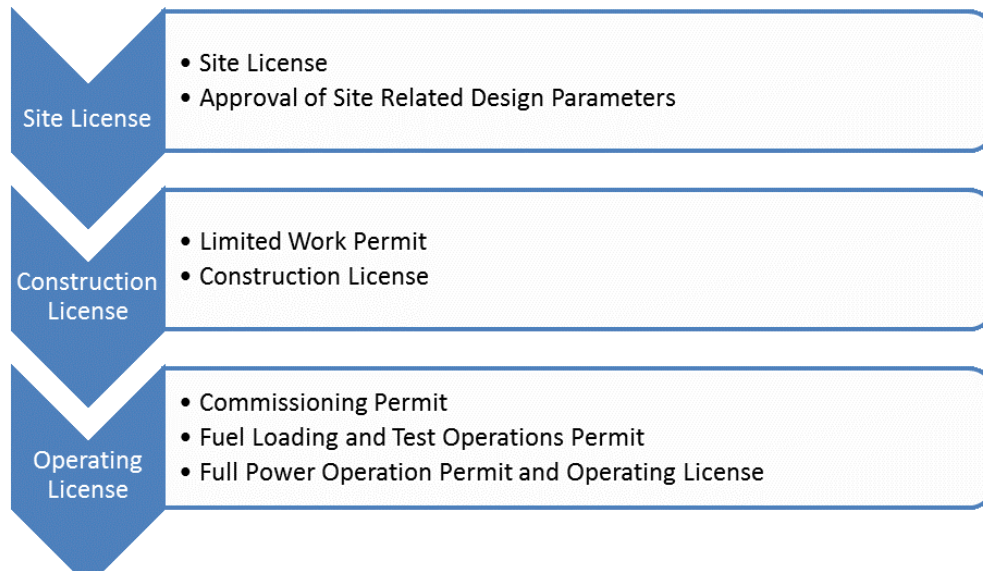 Site License
• Site License
• Approval of Site Related Design Parameters
Construction
License
• Limited Work Permit
• Construction License
Operating
License
• Commissioning Permit
• Fuel Loading and Test Operations Permit
• Full Power Operation Permit and Operating License